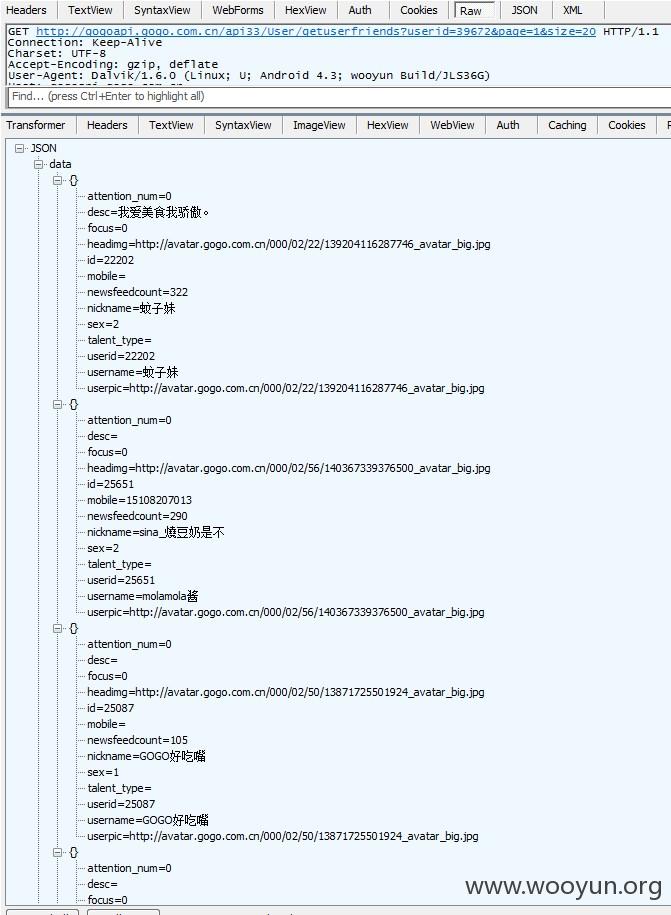 Headers TextView SyntaxView WebForms HexView Auth Cookies Raw JSON XML
GET http://gogoapi.gogo.com.cn/api33/User/getuserfriends?userid=39672&page=1&size=20 HTTP/1.1
Connection: Keep-Alive
Charset: UTF-8
Accept-Encoding: gzip, deflate
User-Agent: Dalvik/1.6.0 (Linux; U; Android 4.3; wooyun Build/JLS36G)
Find... (press Ctrl+Enter to highlight all)
Transformer Headers TextView SyntaxView ImageView HexView WebView Auth Caching Cookies
JSON
data
{}
attention_num=0
desc=我爱美食我骄傲。
focus=0
headimg=http://avatar.gogo.com.cn/000/02/22/139204116287746_avatar_big.jpg
id=22202
mobile=
newsfeedcount=322
nickname=蚊子妹
sex=2
talent_type=
userid=22202
username=蚊子妹
userpic=http://avatar.gogo.com.cn/000/02/22/139204116287746_avatar_big.jpg
{}
attention_num=0
desc=
focus=0
headimg=http://avatar.gogo.com.cn/000/02/56/140367339376500_avatar_big.jpg
id=25651
mobile=15108207013
newsfeedcount=290
nickname=sina_燒豆奶是不
sex=2
talent_type=
userid=25651
username=molamola酱
userpic=http://avatar.gogo.com.cn/000/02/56/140367339376500_avatar_big.jpg
{}
attention_num=0
desc=
focus=0
headimg=http://avatar.gogo.com.cn/000/02/50/13871725501924_avatar_big.jpg
id=25087
mobile=
newsfeedcount=105
nickname=GOGO好吃嘴
sex=1
talent_type=
userid=25087
username=GOGO好吃嘴
userpic=http://avatar.gogo.com.cn/000/02/50/13871725501924_avatar_big.jpg
{}
attention_num=0
desc=
focus=0
www.wooyun.org